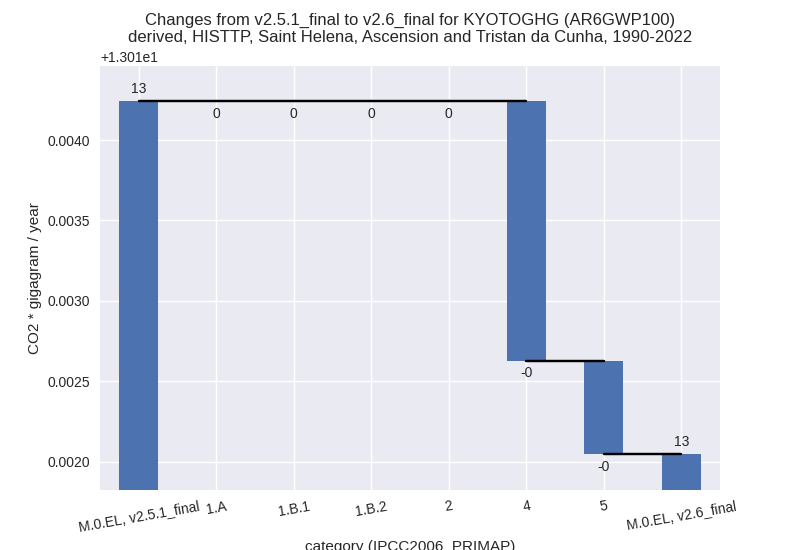 Changes from v2.5.1_final to v2.6_final for KYOTOGHG (AR6GWP100)
derived, HISTTP, Saint Helena, Ascension and Tristan da Cunha, 1990-2022
+1.301e1
13
0 0 0 0
0.0040
0.0035
CO2 * gigagram / year
0.0030
-0
0.0025
13
0.0020
-0
M.0.EL, v2.5.1_final 1.A 1.B.1 1.B.2 2 4 5 M.0.EL, v2.6_final
category (IPCC2006_PRIMAP)